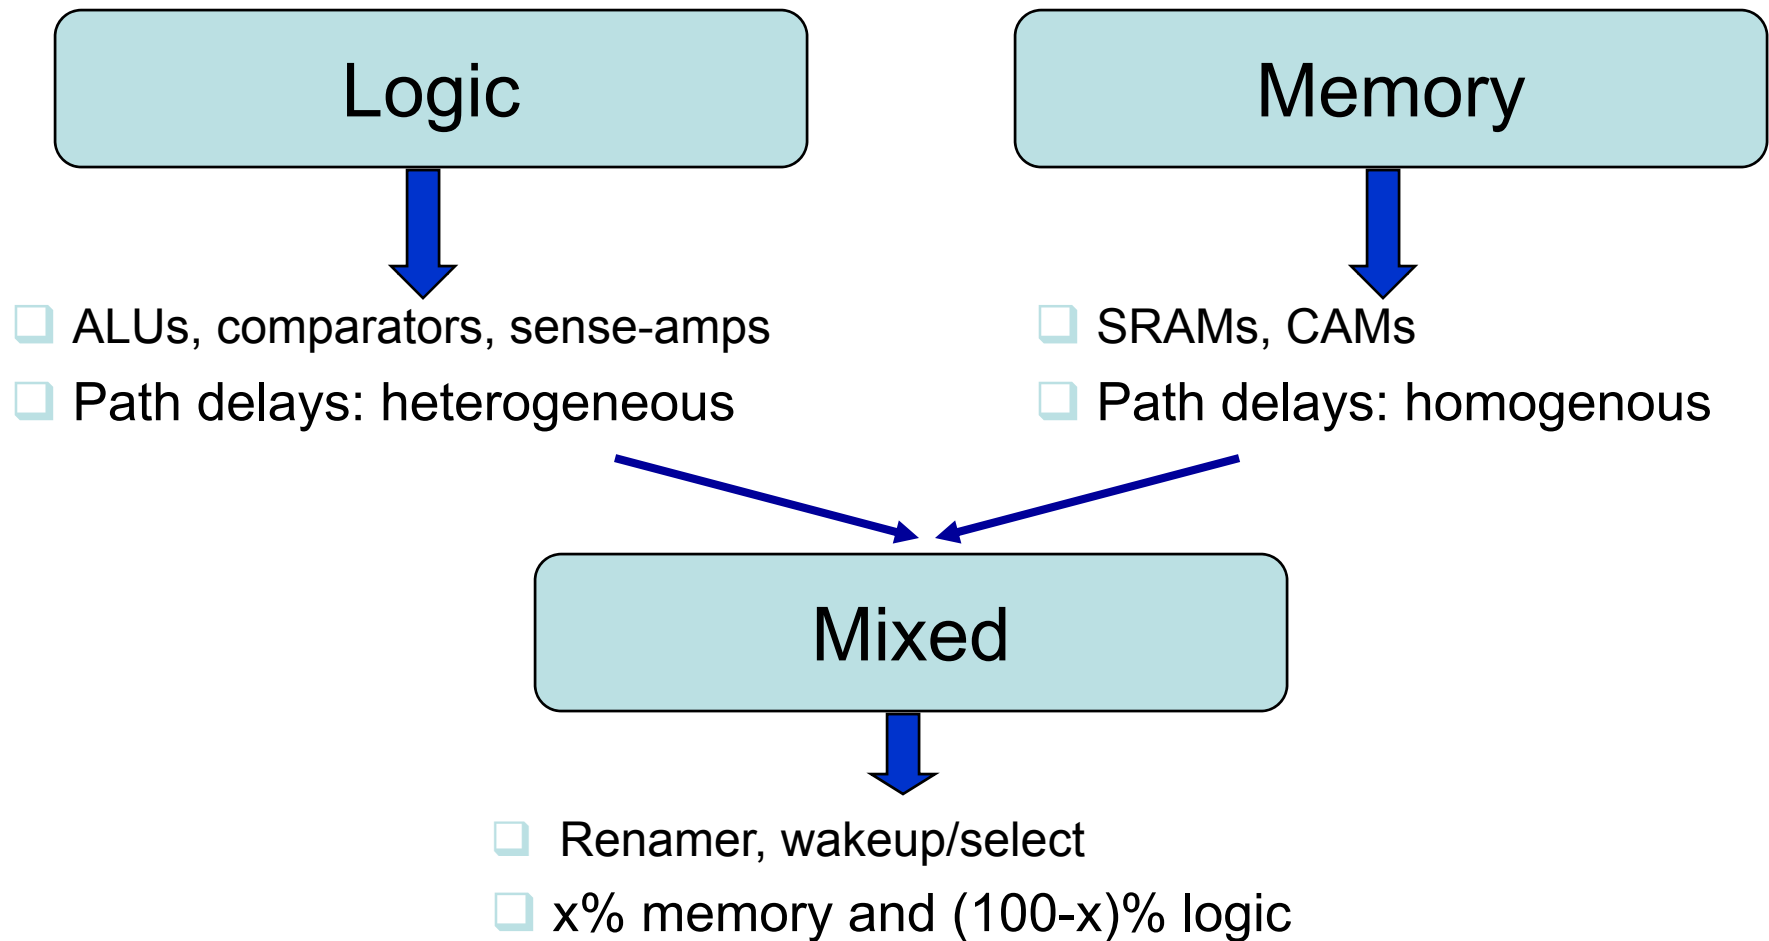 Logic
Memory
ALUs, comparators, sense-amps
Path delays: heterogeneous
SRAMs, CAMs
Path delays: homogenous
Mixed
Renamer, wakeup/select
x% memory and (100-x)% logic